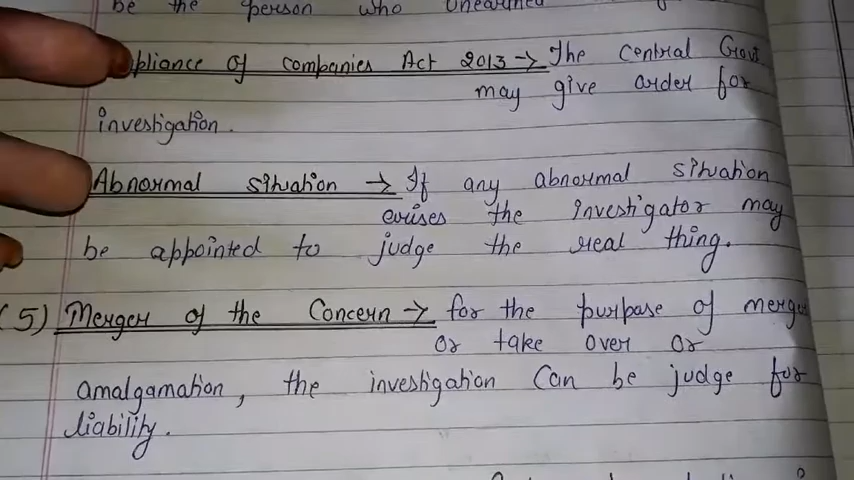 be the person who unearthed
pliance of companies Act 2013 → The central Govt
may give order for
investigation.
Abnormal situation → If any abnormal situation
arises the investigator may
be appointed to judge the real thing.
(5) Merger of the Concern → for the purpose of merger
or take over or
amalgamation, the investigation Can be judge for
liability.